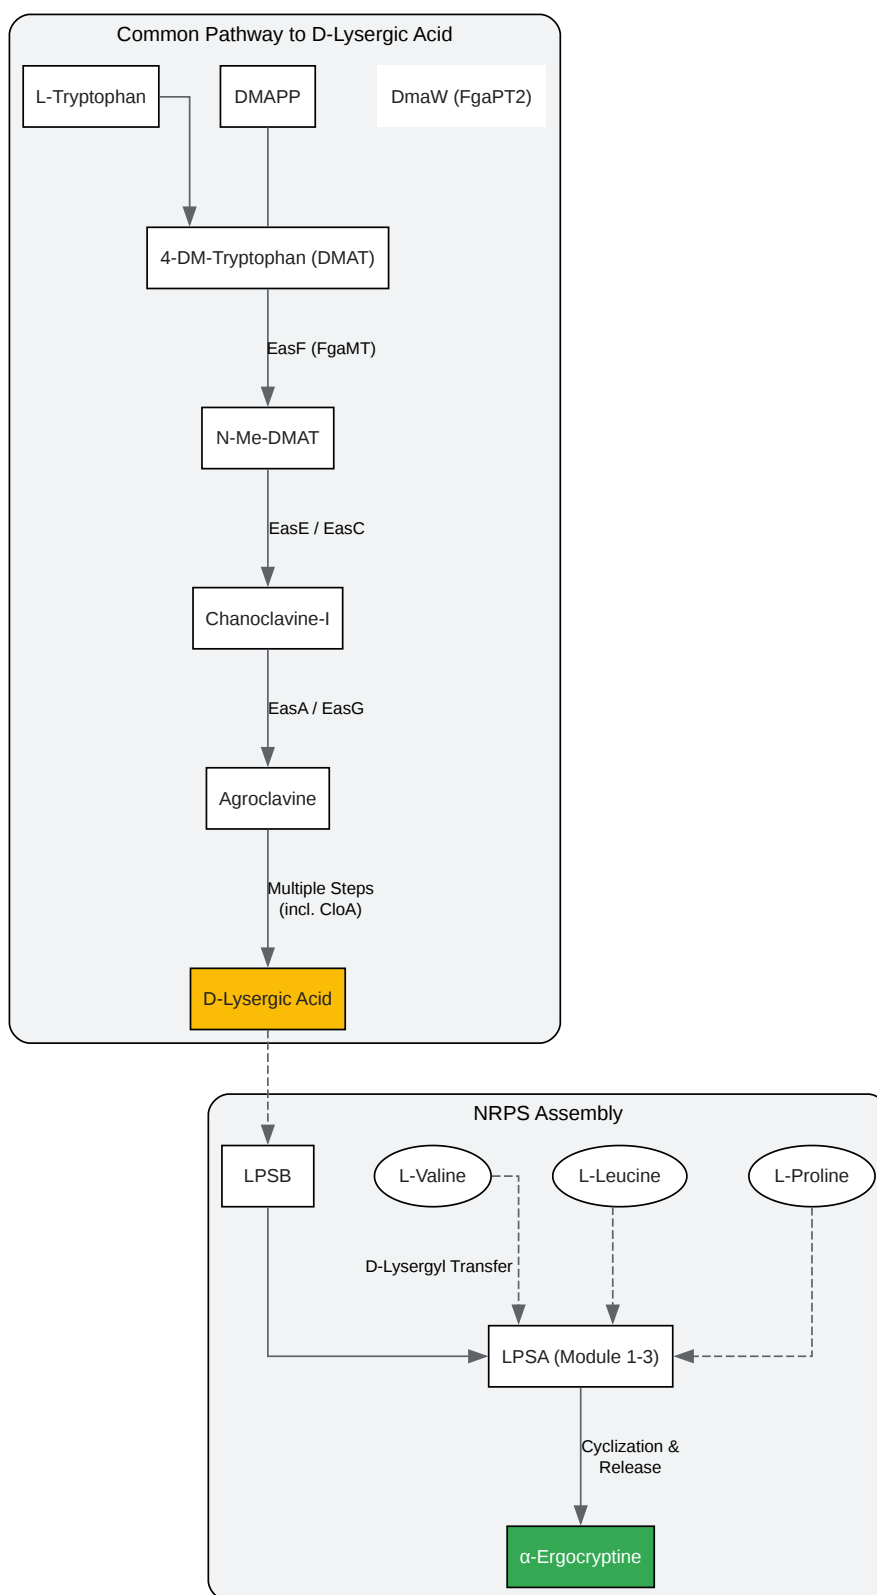 Common Pathway to D-Lysergic Acid
L-Tryptophan
DMAPP
DmaW (FgaPT2)
4-DM-Tryptophan (DMAT)
EasF (FgaMT)
N-Me-DMAT
EasE / EasC
Chanoclavine-I
EasA / EasG
Agroclavine
Multiple Steps
(incl. CloA)
D-Lysergic Acid
NRPS Assembly
LPSB
L-Valine
L-Leucine
L-Proline
D-Lysergyl Transfer
LPSA (Module 1-3)
Cyclization &
Release
α-Ergocryptine